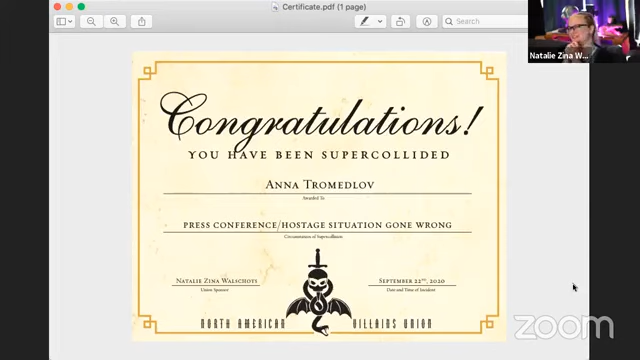 Certificate.pdf (1 page)
Search
Natalie Zina W...
Congratulations!
YOU HAVE BEEN SUPERCOLLIDED
ANNA TROMEDLOV
Awarded To
PRESS CONFERENCE/HOSTAGE SITUATION GONE WRONG
Circumstances of Supercollision
NATALIE ZINA WALSCHOTS
Union Sponsor
SEPTEMBER 22ND, 2020
Date and Time of Incident
NORTH AMERICAN VILLAINS UNION
zoom